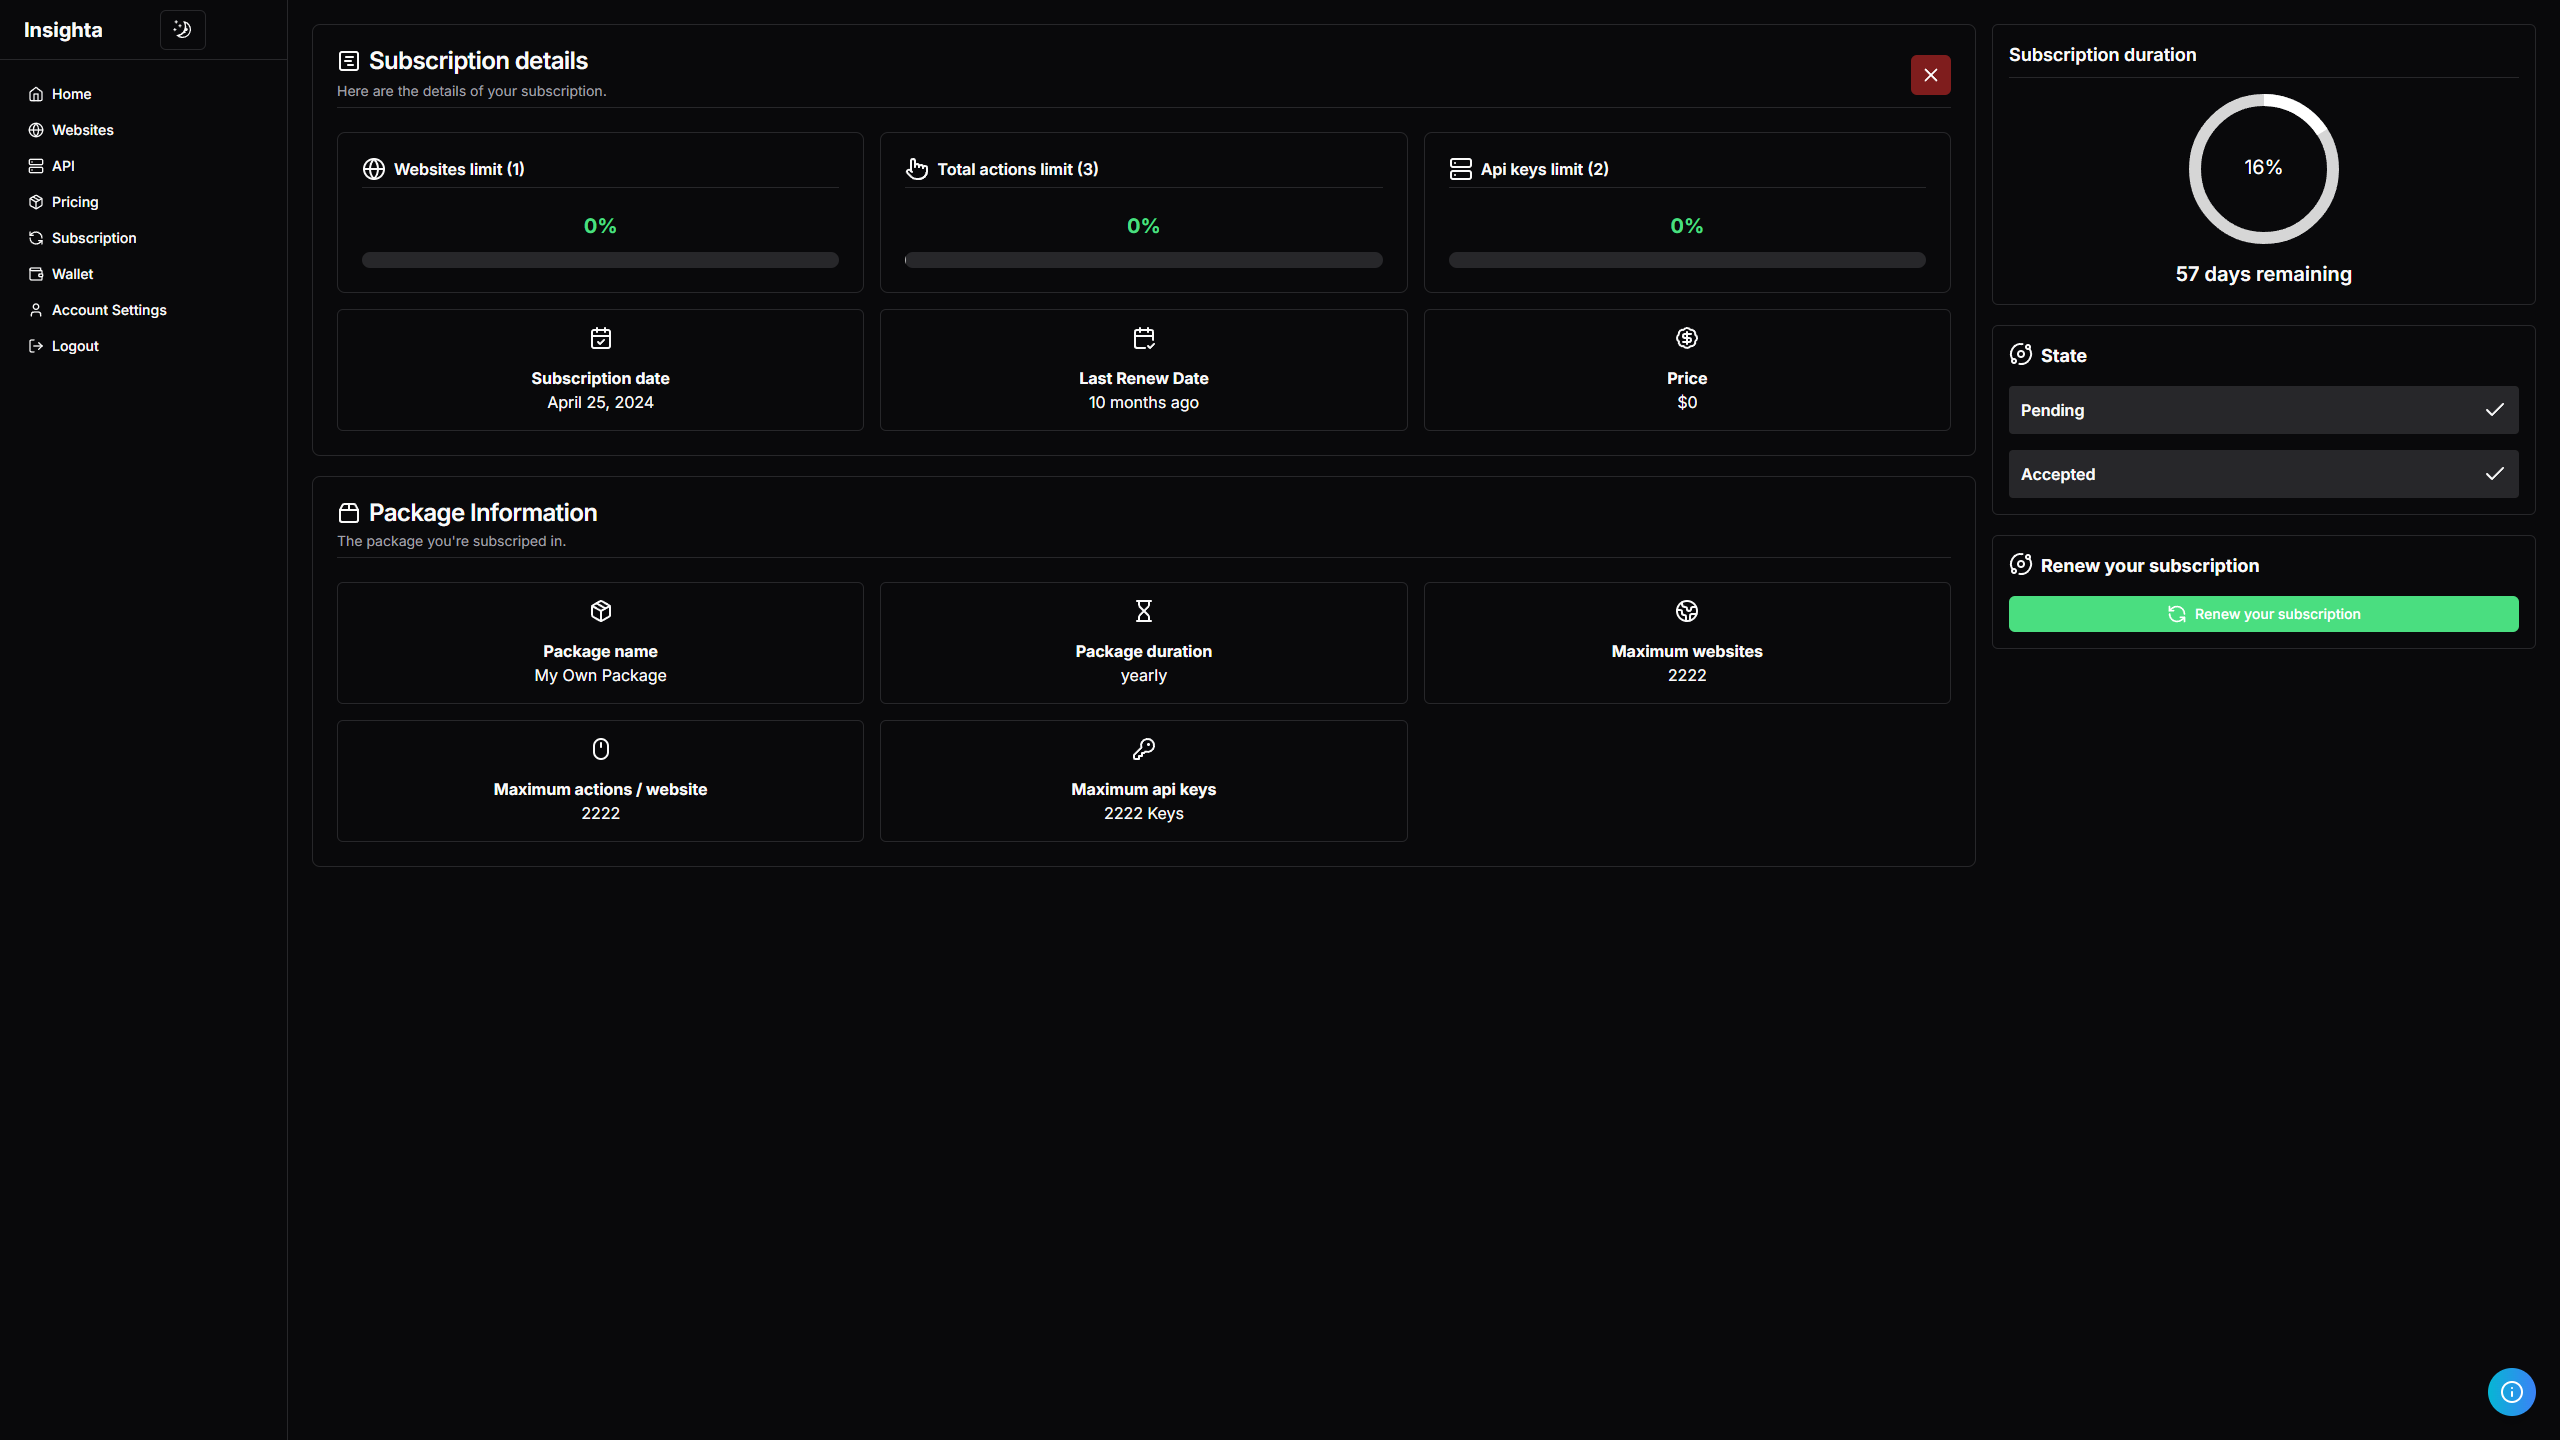 Insighta
Home
Websites
API
Pricing
Subscription
Wallet
Account Settings
Logout
Subscription details
Here are the details of your subscription.
Websites limit (1)
0%
Total actions limit (3)
0%
Api keys limit (2)
0%
Subscription date
April 25, 2024
Last Renew Date
10 months ago
Price
$0
Package Information
The package you're subscriped in.
Package name
My Own Package
Package duration
yearly
Maximum websites
2222
Maximum actions / website
2222
Maximum api keys
2222 Keys
Subscription duration
16%
57 days remaining
State
Pending
Accepted
Renew your subscription
Renew your subscription